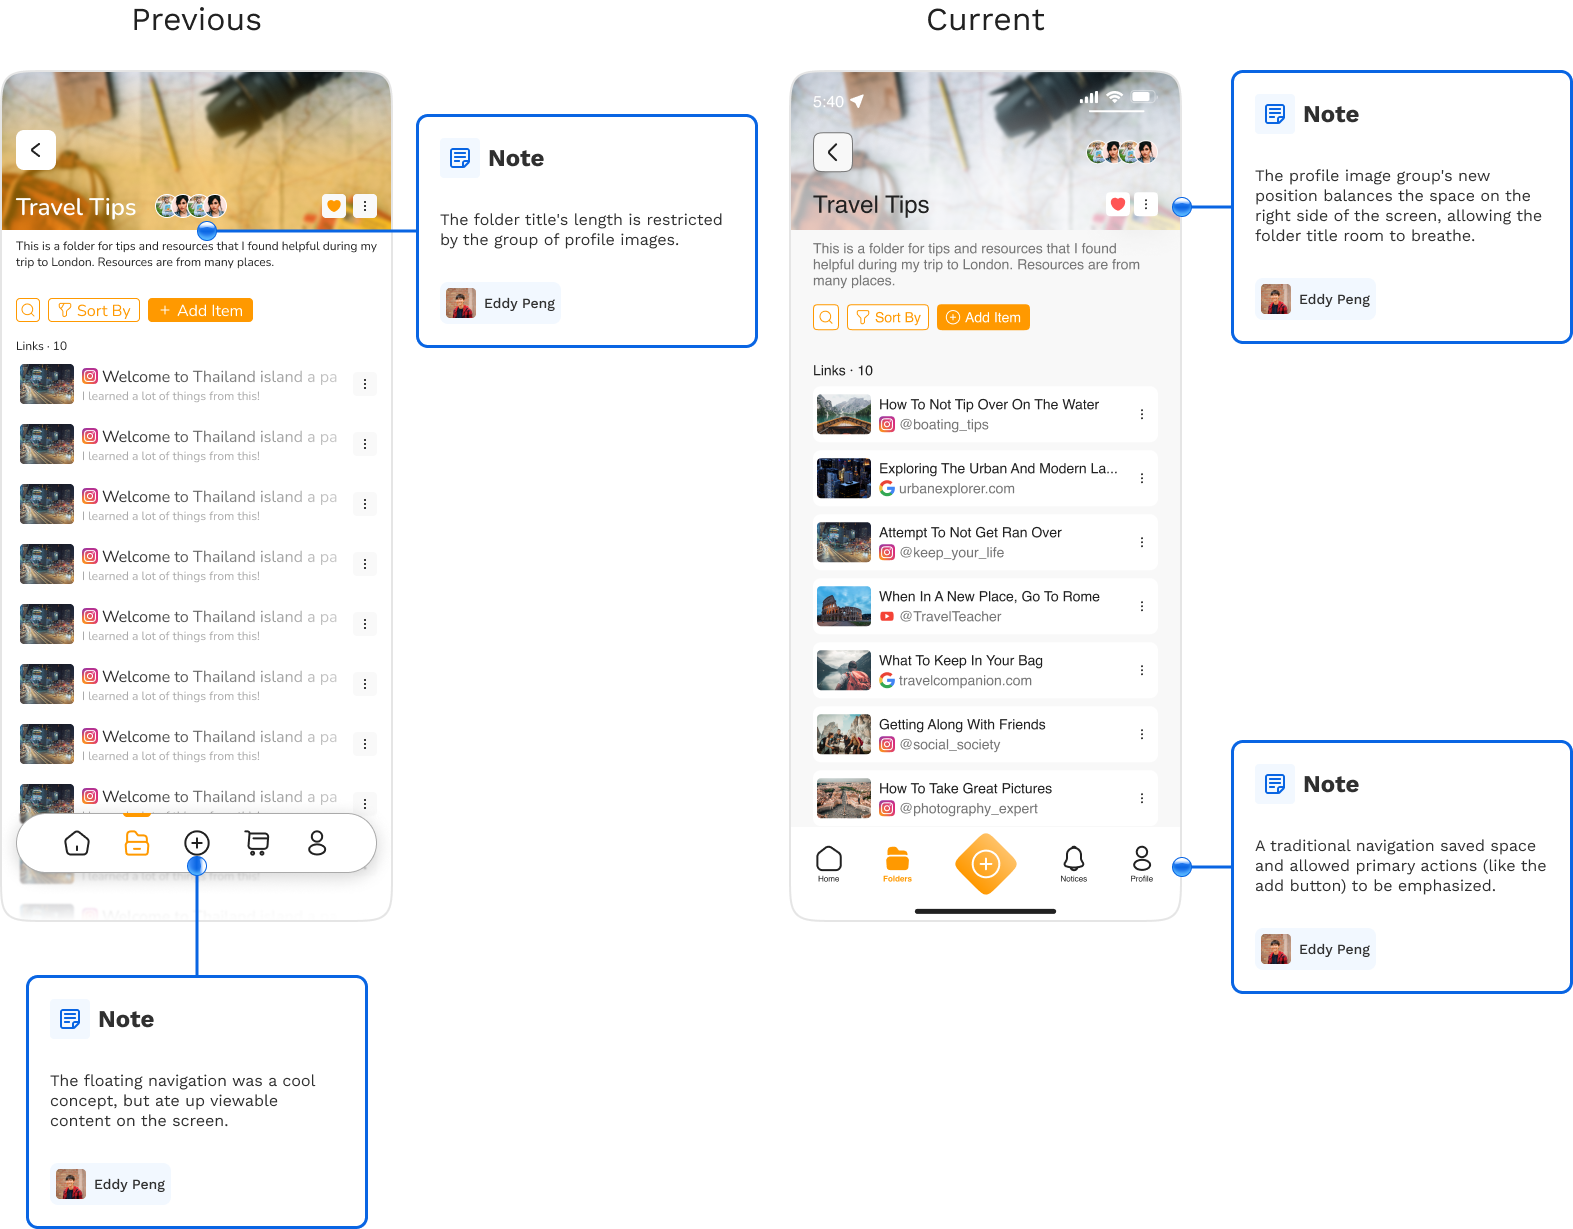 Previous
Current
Travel Tips
This is a folder for tips and resources that I found helpful during my
trip to London. Resources are from many places.
Sort By
+ Add Item
Links · 10
Welcome to Thailand island a pa
I learned a lot of things from this!
Welcome to Thailand island a pa
I learned a lot of things from this!
Welcome to Thailand island a pa
I learned a lot of things from this!
Welcome to Thailand island a pa
I learned a lot of things from this!
Welcome to Thailand island a pa
I learned a lot of things from this!
Welcome to Thailand island a pa
I learned a lot of things from this!
Welcome to Thailand island a pa
I learned a lot of things from this!
Welcome to Thailand island a pa
Note
The folder title's length is restricted
by the group of profile images.
Eddy Peng
Note
The floating navigation was a cool
concept, but ate up viewable
content on the screen.
Eddy Peng
5:40
Travel Tips
This is a folder for tips and resources that I found
helpful during my trip to London. Resources are from
many places.
Sort By
Add Item
Links · 10
How To Not Tip Over On The Water
@boating_tips
Exploring The Urban And Modern La...
urbanexplorer.com
Attempt To Not Get Ran Over
@keep_your_life
When In A New Place, Go To Rome
@TravelTeacher
What To Keep In Your Bag
travelcompanion.com
Getting Along With Friends
@social_society
How To Take Great Pictures
@photography_expert
Home
Folders
Notices
Profile
Note
The profile image group's new
position balances the space on the
right side of the screen, allowing the
folder title room to breathe.
Eddy Peng
Note
A traditional navigation saved space
and allowed primary actions (like the
add button) to be emphasized.
Eddy Peng